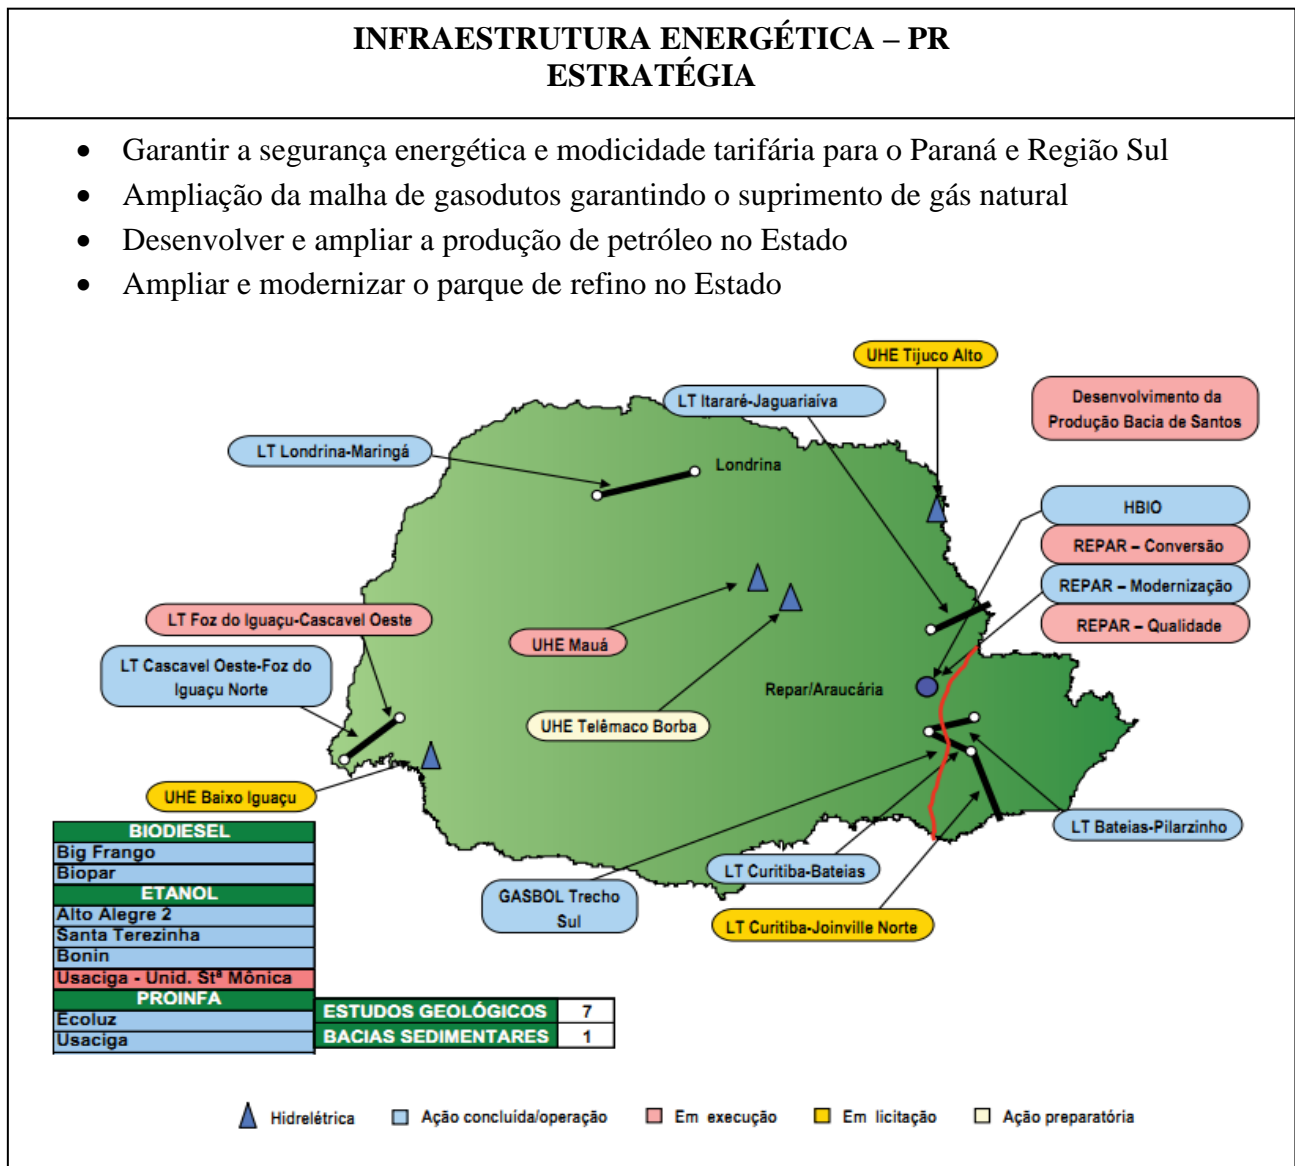 INFRAESTRUTURA ENERGÉTICA – PR
ESTRATÉGIA
• Garantir a segurança energética e modicidade tarifária para o Paraná e Região Sul
• Ampliação da malha de gasodutos garantindo o suprimento de gás natural
• Desenvolver e ampliar a produção de petróleo no Estado
• Ampliar e modernizar o parque de refino no Estado
UHE Tijuco Alto
LT Itararé-Jaguariaíva
Desenvolvimento da
Produção Bacia de Santos
LT Londrina-Maringá
Londrina
HBIO
REPAR – Conversão
REPAR – Modernização
REPAR – Qualidade
LT Foz do Iguaçu-Cascavel Oeste
UHE Mauá
LT Cascavel Oeste-Foz do
Iguaçu Norte
Repar/Araucária
UHE Telêmaco Borba
UHE Baixo Iguaçu
LT Bateias-Pilarzinho
LT Curitiba-Bateias
GASBOL Trecho
Sul
LT Curitiba-Joinville Norte
BIODIESEL
Big Frango
Biopar
ETANOL
Alto Alegre 2
Santa Terezinha
Bonin
Usaciga - Unid. Stª Mônica
PROINFA
Ecoluz
Usaciga
ESTUDOS GEOLÓGICOS 7
BACIAS SEDIMENTARES 1
Hidrelétrica Ação concluída/operação Em execução Em licitação Ação preparatória